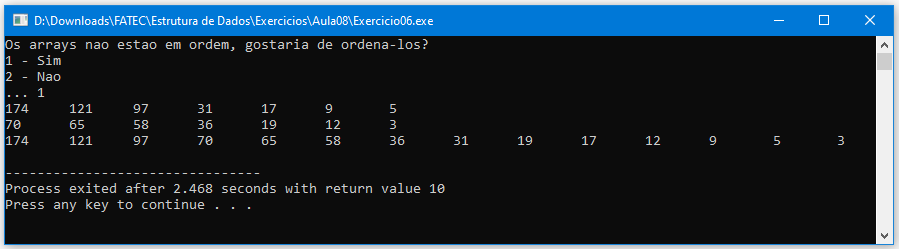 D:\Downloads\FATEC\Estrutura de Dados\Exercicios\Aula08\Exercicio06.exe
Os arrays nao estao em ordem, gostaria de ordena-los?
1 - Sim
2 - Nao
... 1
174 121 97 31 17 9 5
70 65 58 36 19 12 3
174 121 97 70 65 58 36 31 19 17 12 9 5 3
--------------------------------
Process exited after 2.468 seconds with return value 10
Press any key to continue . . .